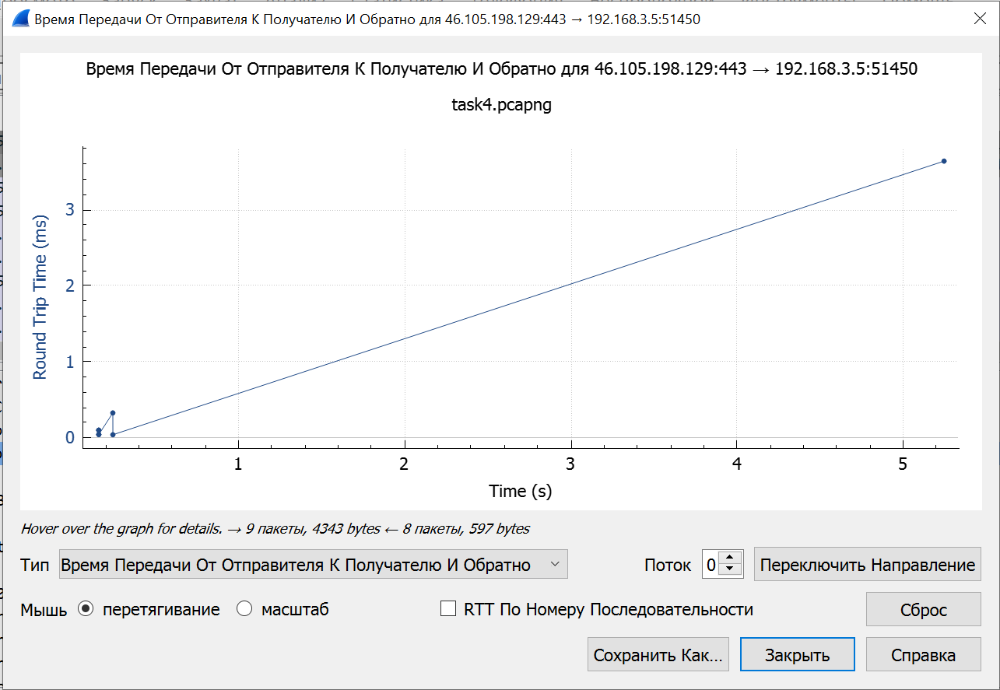 Время Передачи От Отправителя К Получателю И Обратно для 46.105.198.129:443 → 192.168.3.5:51450
Время Передачи От Отправителя К Получателю И Обратно для 46.105.198.129:443 → 192.168.3.5:51450
task4.pcapng
Round Trip Time (ms)
3
2
1
0
1 2 3 4 5
Time (s)
Hover over the graph for details. → 9 пакеты, 4343 bytes ← 8 пакеты, 597 bytes
Тип Время Передачи От Отправителя К Получателю И Обратно Поток 0 Переключить Направление
Мышь перетягивание масштаб RTT По Номеру Последовательности Сброс
Сохранить Как... Закрыть Справка